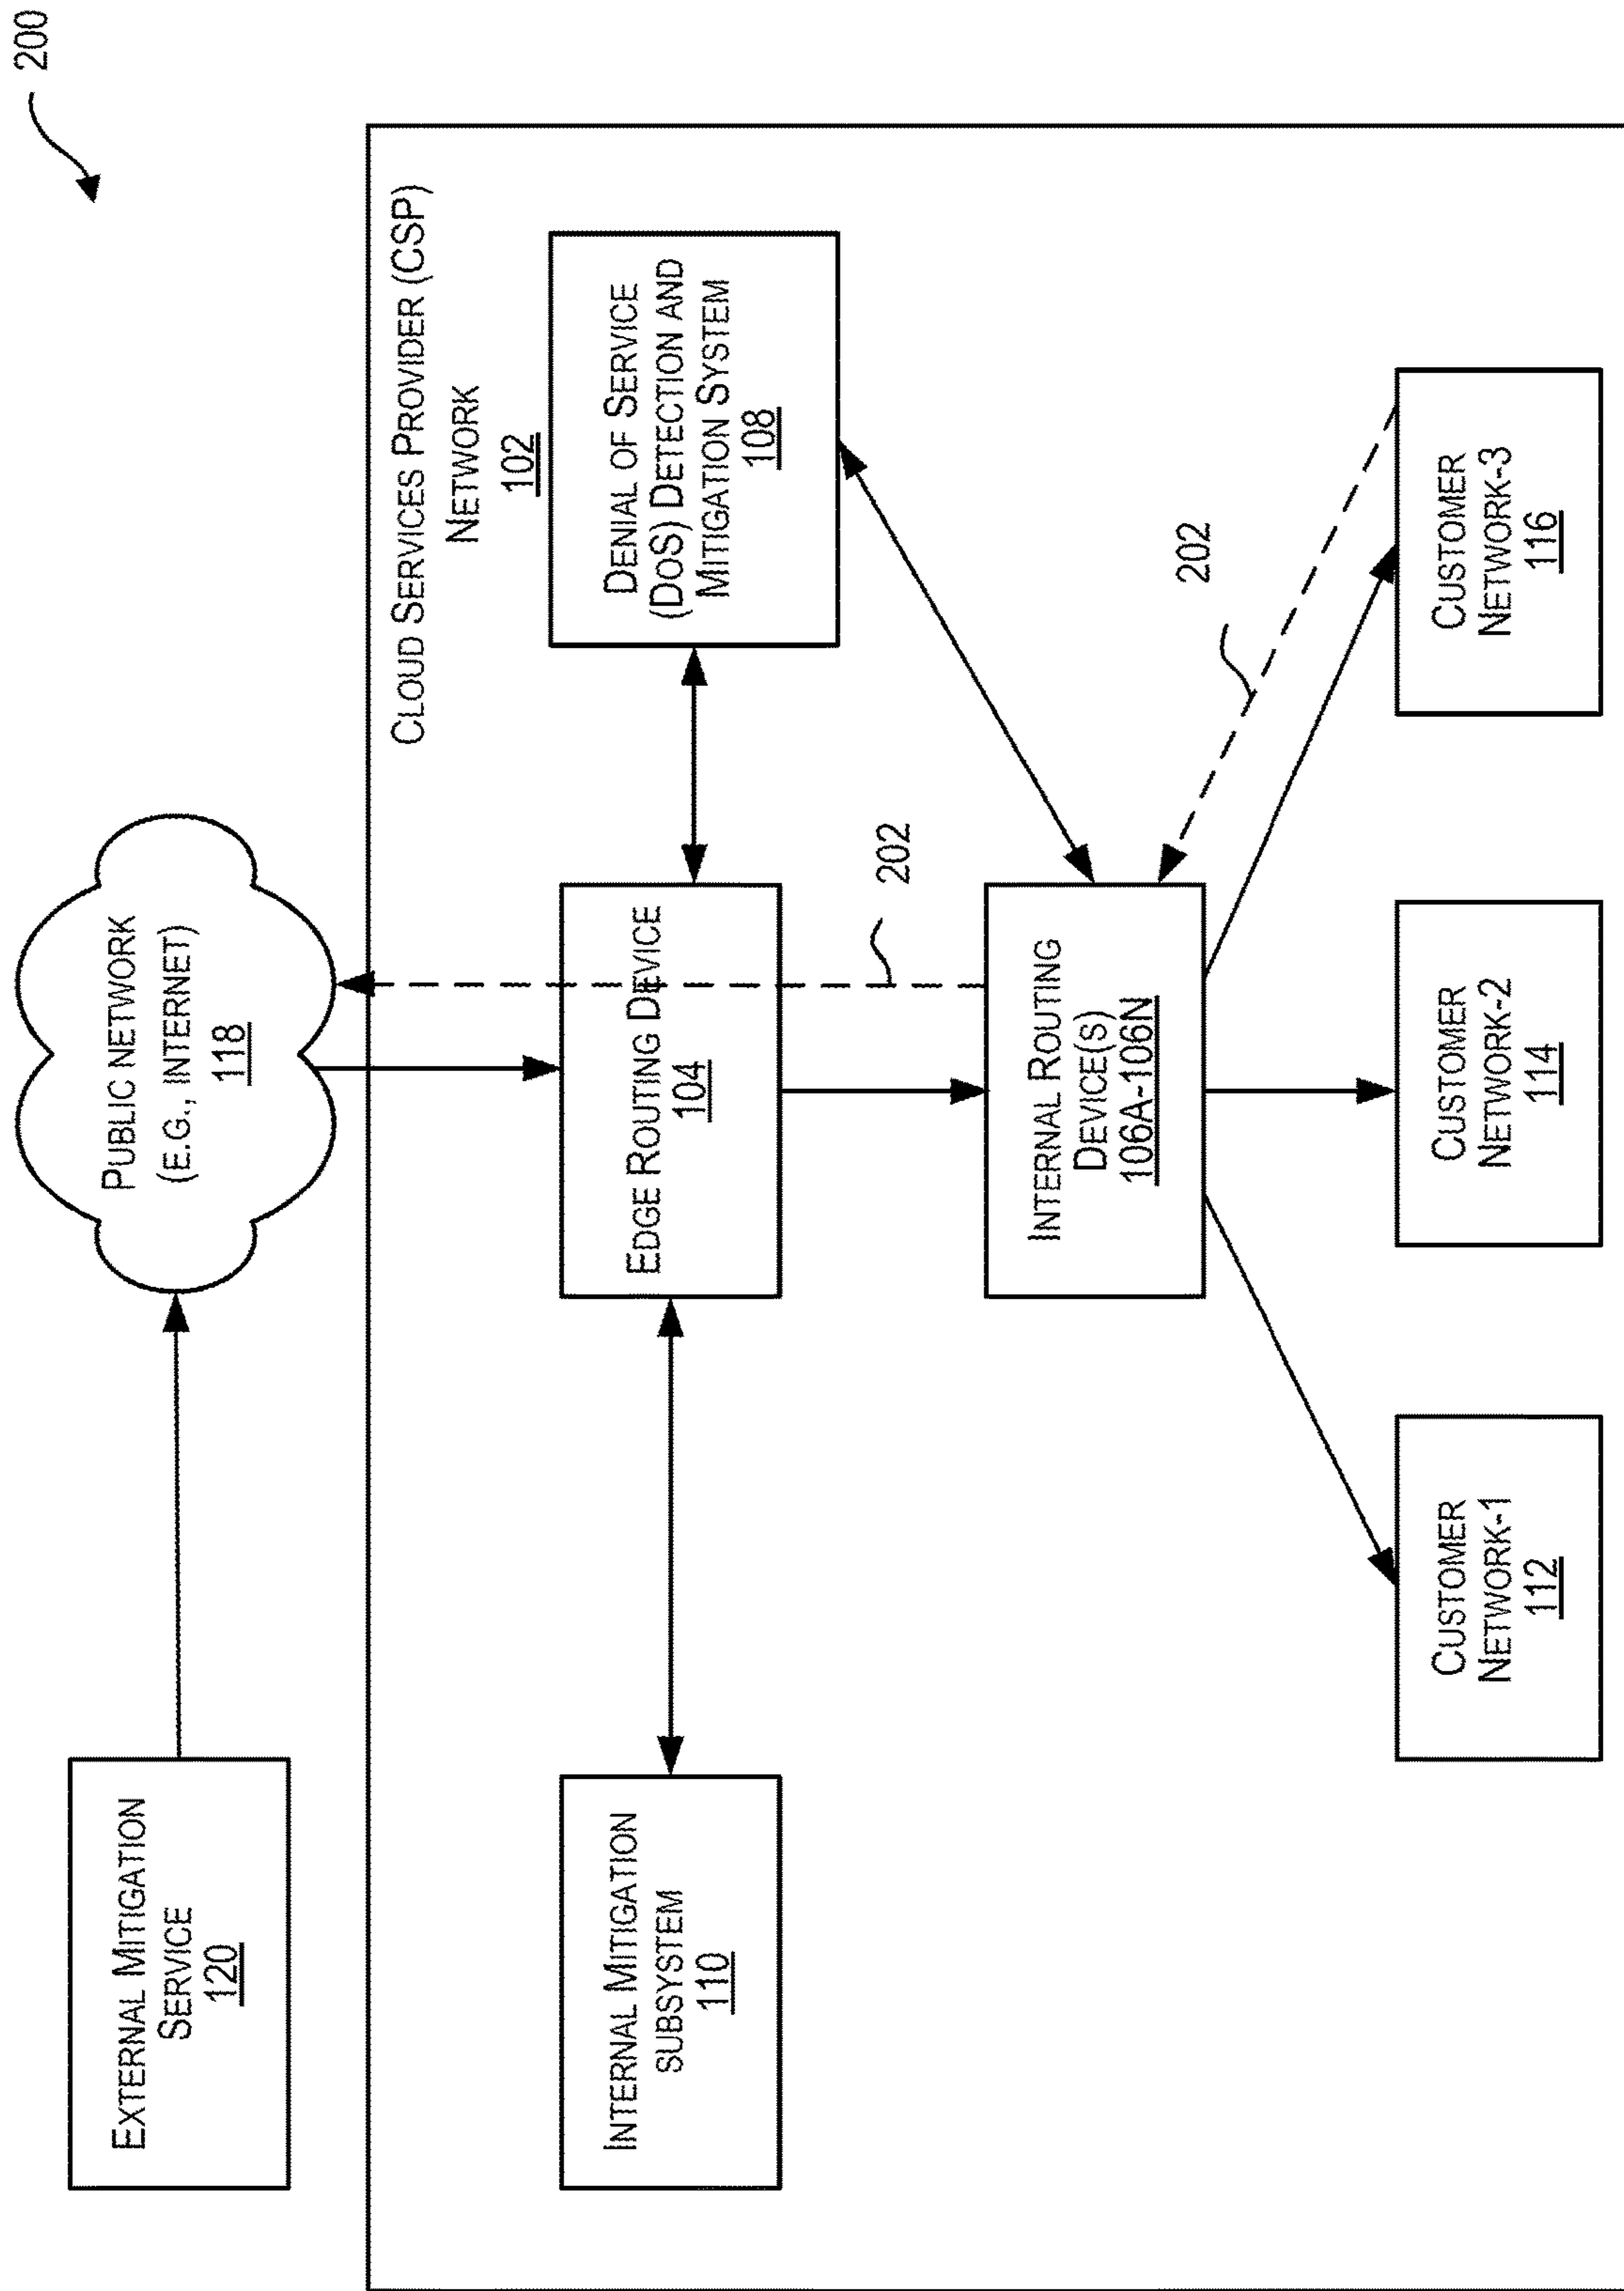 200
EXTERNAL MITIGATION
SERVICE
120
PUBLIC NETWORK
(E.G., INTERNET)
118
CLOUD SERVICES PROVIDER (CSP)
NETWORK
102
INTERNAL MITIGATION
SUBSYSTEM
110
EDGE ROUTING DEVICE
104
DENIAL OF SERVICE
(DOS) DETECTION AND
MITIGATION SYSTEM
108
202
INTERNAL ROUTING
DEVICE(S)
106A-106N
202
CUSTOMER
NETWORK-1
112
CUSTOMER
NETWORK-2
114
CUSTOMER
NETWORK-3
116